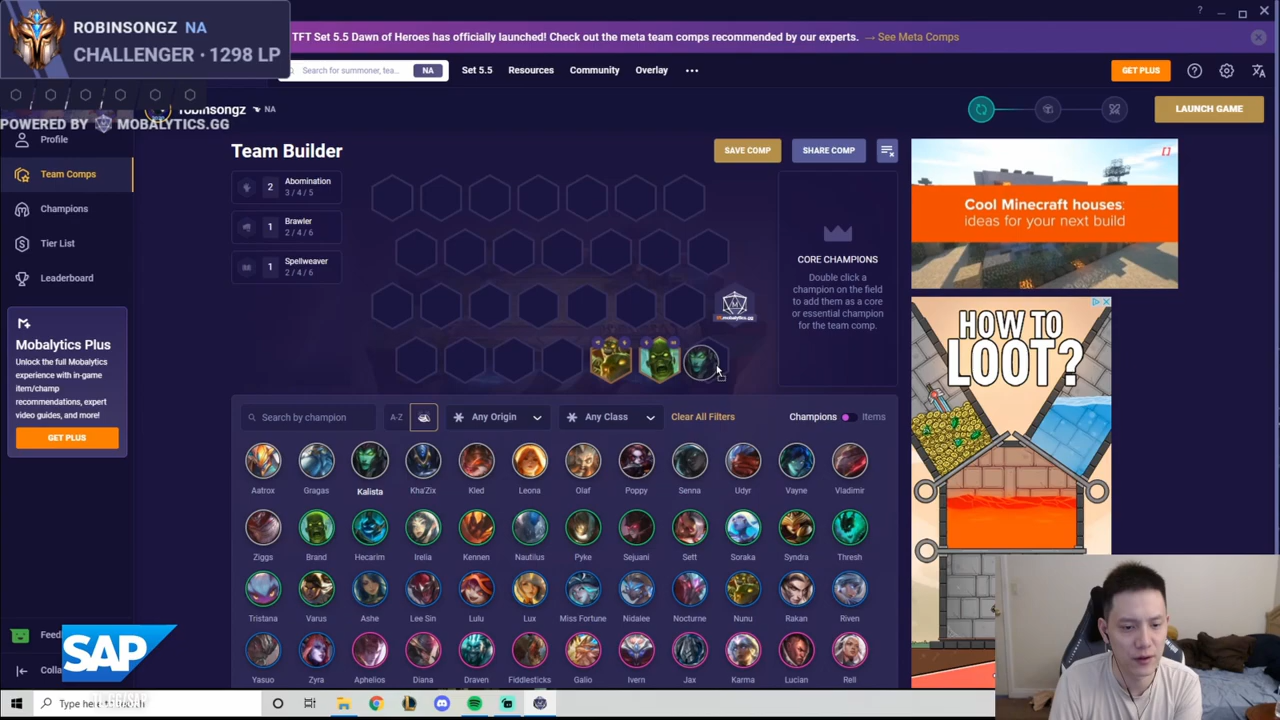 ROBINSONGZ NA
CHALLENGER · 1298 LP
TFT Set 5.5 Dawn of Heroes has officially launched! Check out the meta team comps recommended by our experts. → See Meta Comps
Search for summoner, tea...
NA
Set 5.5
Resources
Community
Overlay
GET PLUS
robinsongz NA
POWERED BY MOBALYTICS.GG
LAUNCH GAME
Profile
Team Comps
Champions
Tier List
Leaderboard
Mobalytics Plus
Unlock the full Mobalytics
experience with in-game
item/champ
recommendations, expert
video guides, and more!
GET PLUS
Team Builder
SAVE COMP
SHARE COMP
2 Abomination
3 / 4 / 5
1 Brawler
2 / 4 / 6
1 Spellweaver
2 / 4 / 6
CORE CHAMPIONS
Double click a
champion on the field
to add them as a core
or essential champion
for the team comp.
Search by champion
A-Z
Any Origin
Any Class
Clear All Filters
Champions
Items
Aatrox Gragas Kalista Kha'Zix Kled Leona Olaf Poppy Senna Udyr Vayne Vladimir
Ziggs Brand Hecarim Irelia Kennen Nautilus Pyke Sejuani Sett Soraka Syndra Thresh
Tristana Varus Ashe Lee Sin Lulu Lux Miss Fortune Nidalee Nocturne Nunu Rakan Riven
Yasuo Zyra Aphelios Diana Draven Fiddlesticks Galio Ivern Jax Karma Lucian Rell
Cool Minecraft houses:
ideas for your next build
HOW TO
LOOT?
SAP